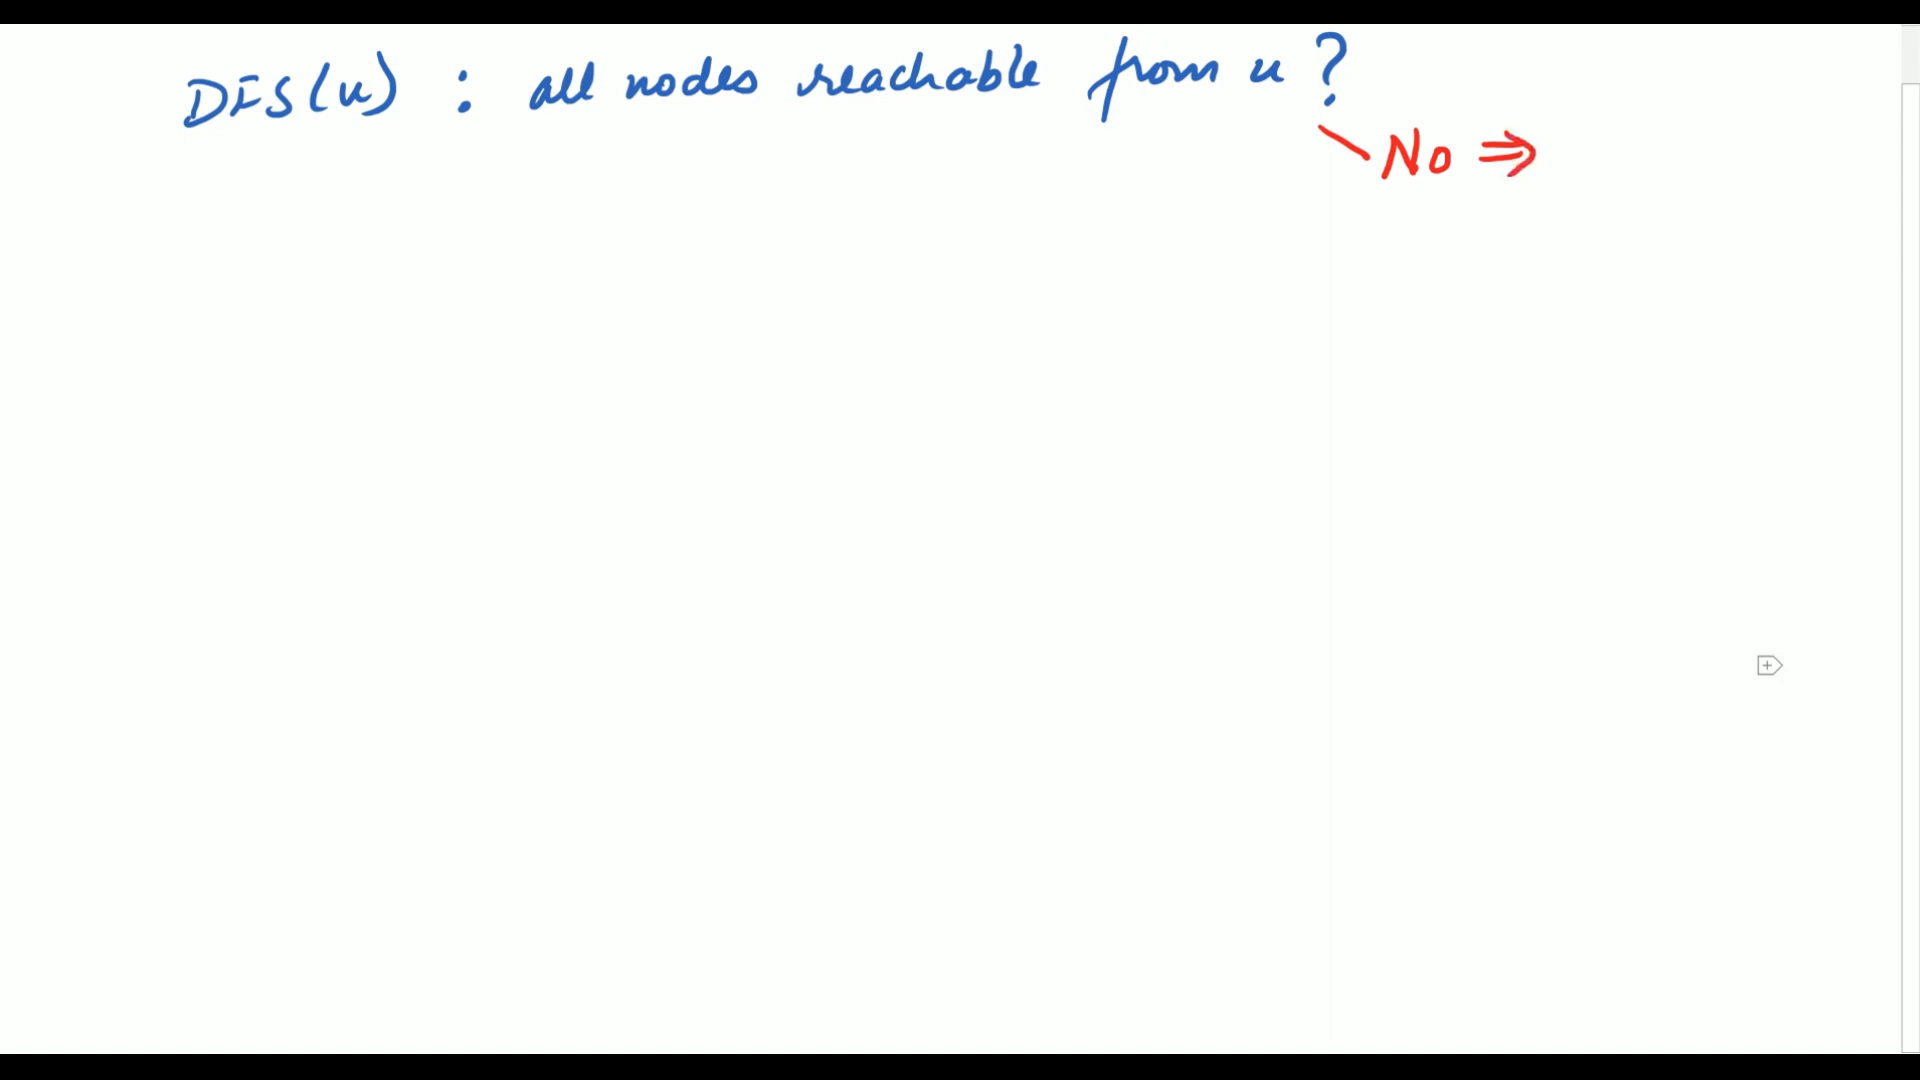 DFS(u) : all nodes reachable from u ?
No ⇒